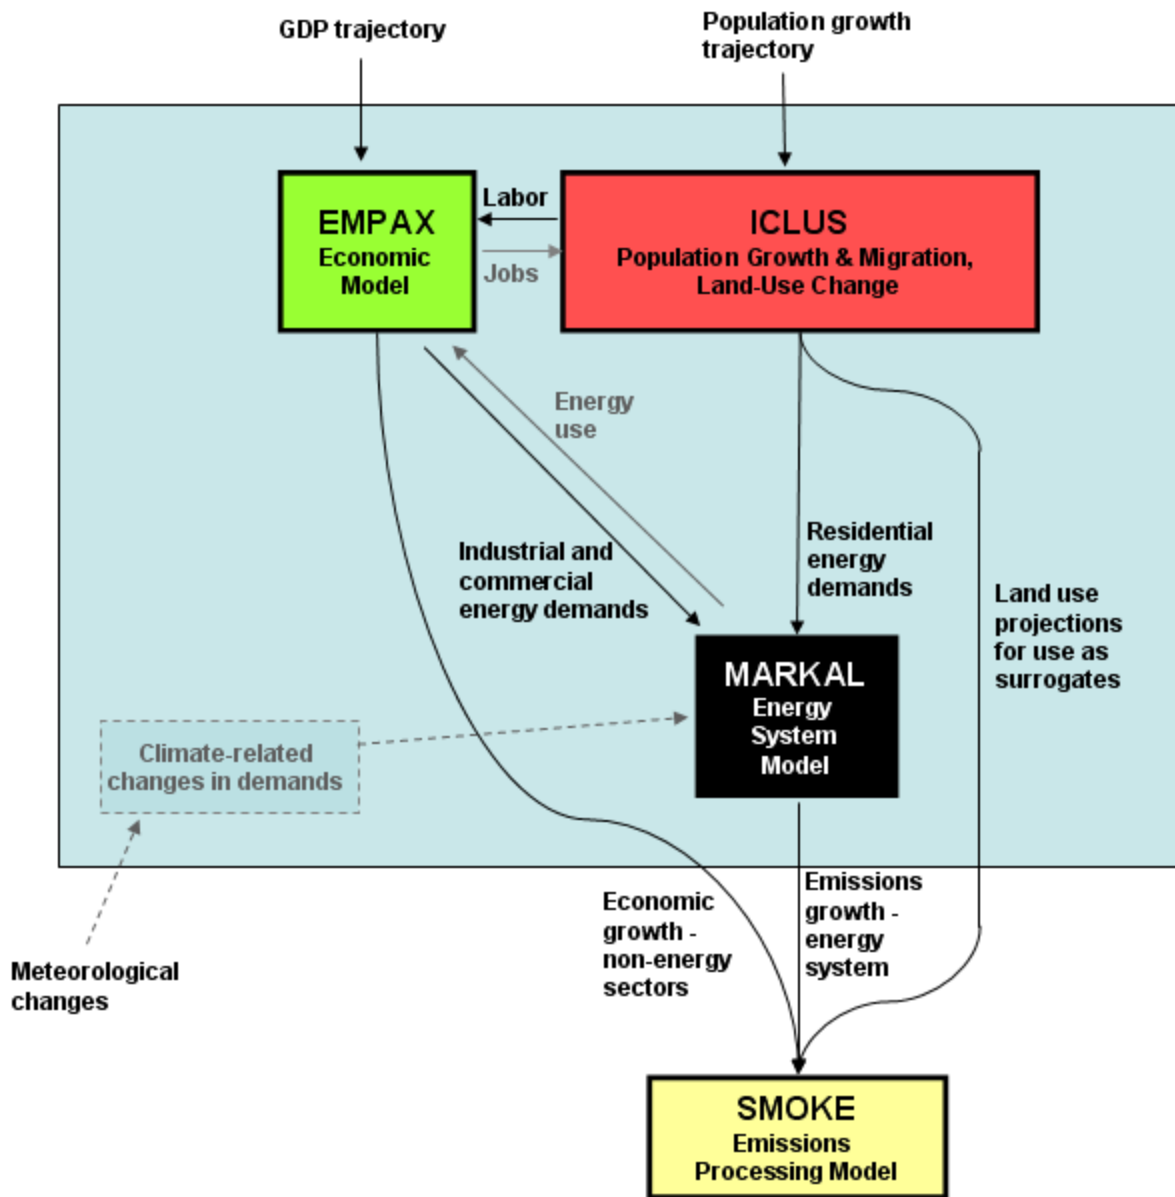 GDP trajectory
Population growth
trajectory
Labor
EMPAX
Economic
Model
Jobs
ICLUS
Population Growth & Migration,
Land-Use Change
Energy
use
Industrial and
commercial
energy demands
Residential
energy
demands
Land use
projections
for use as
surrogates
MARKAL
Energy
System
Model
Climate-related
changes in demands
Meteorological
changes
Economic
growth -
non-energy
sectors
Emissions
growth -
energy
system
SMOKE
Emissions
Processing Model